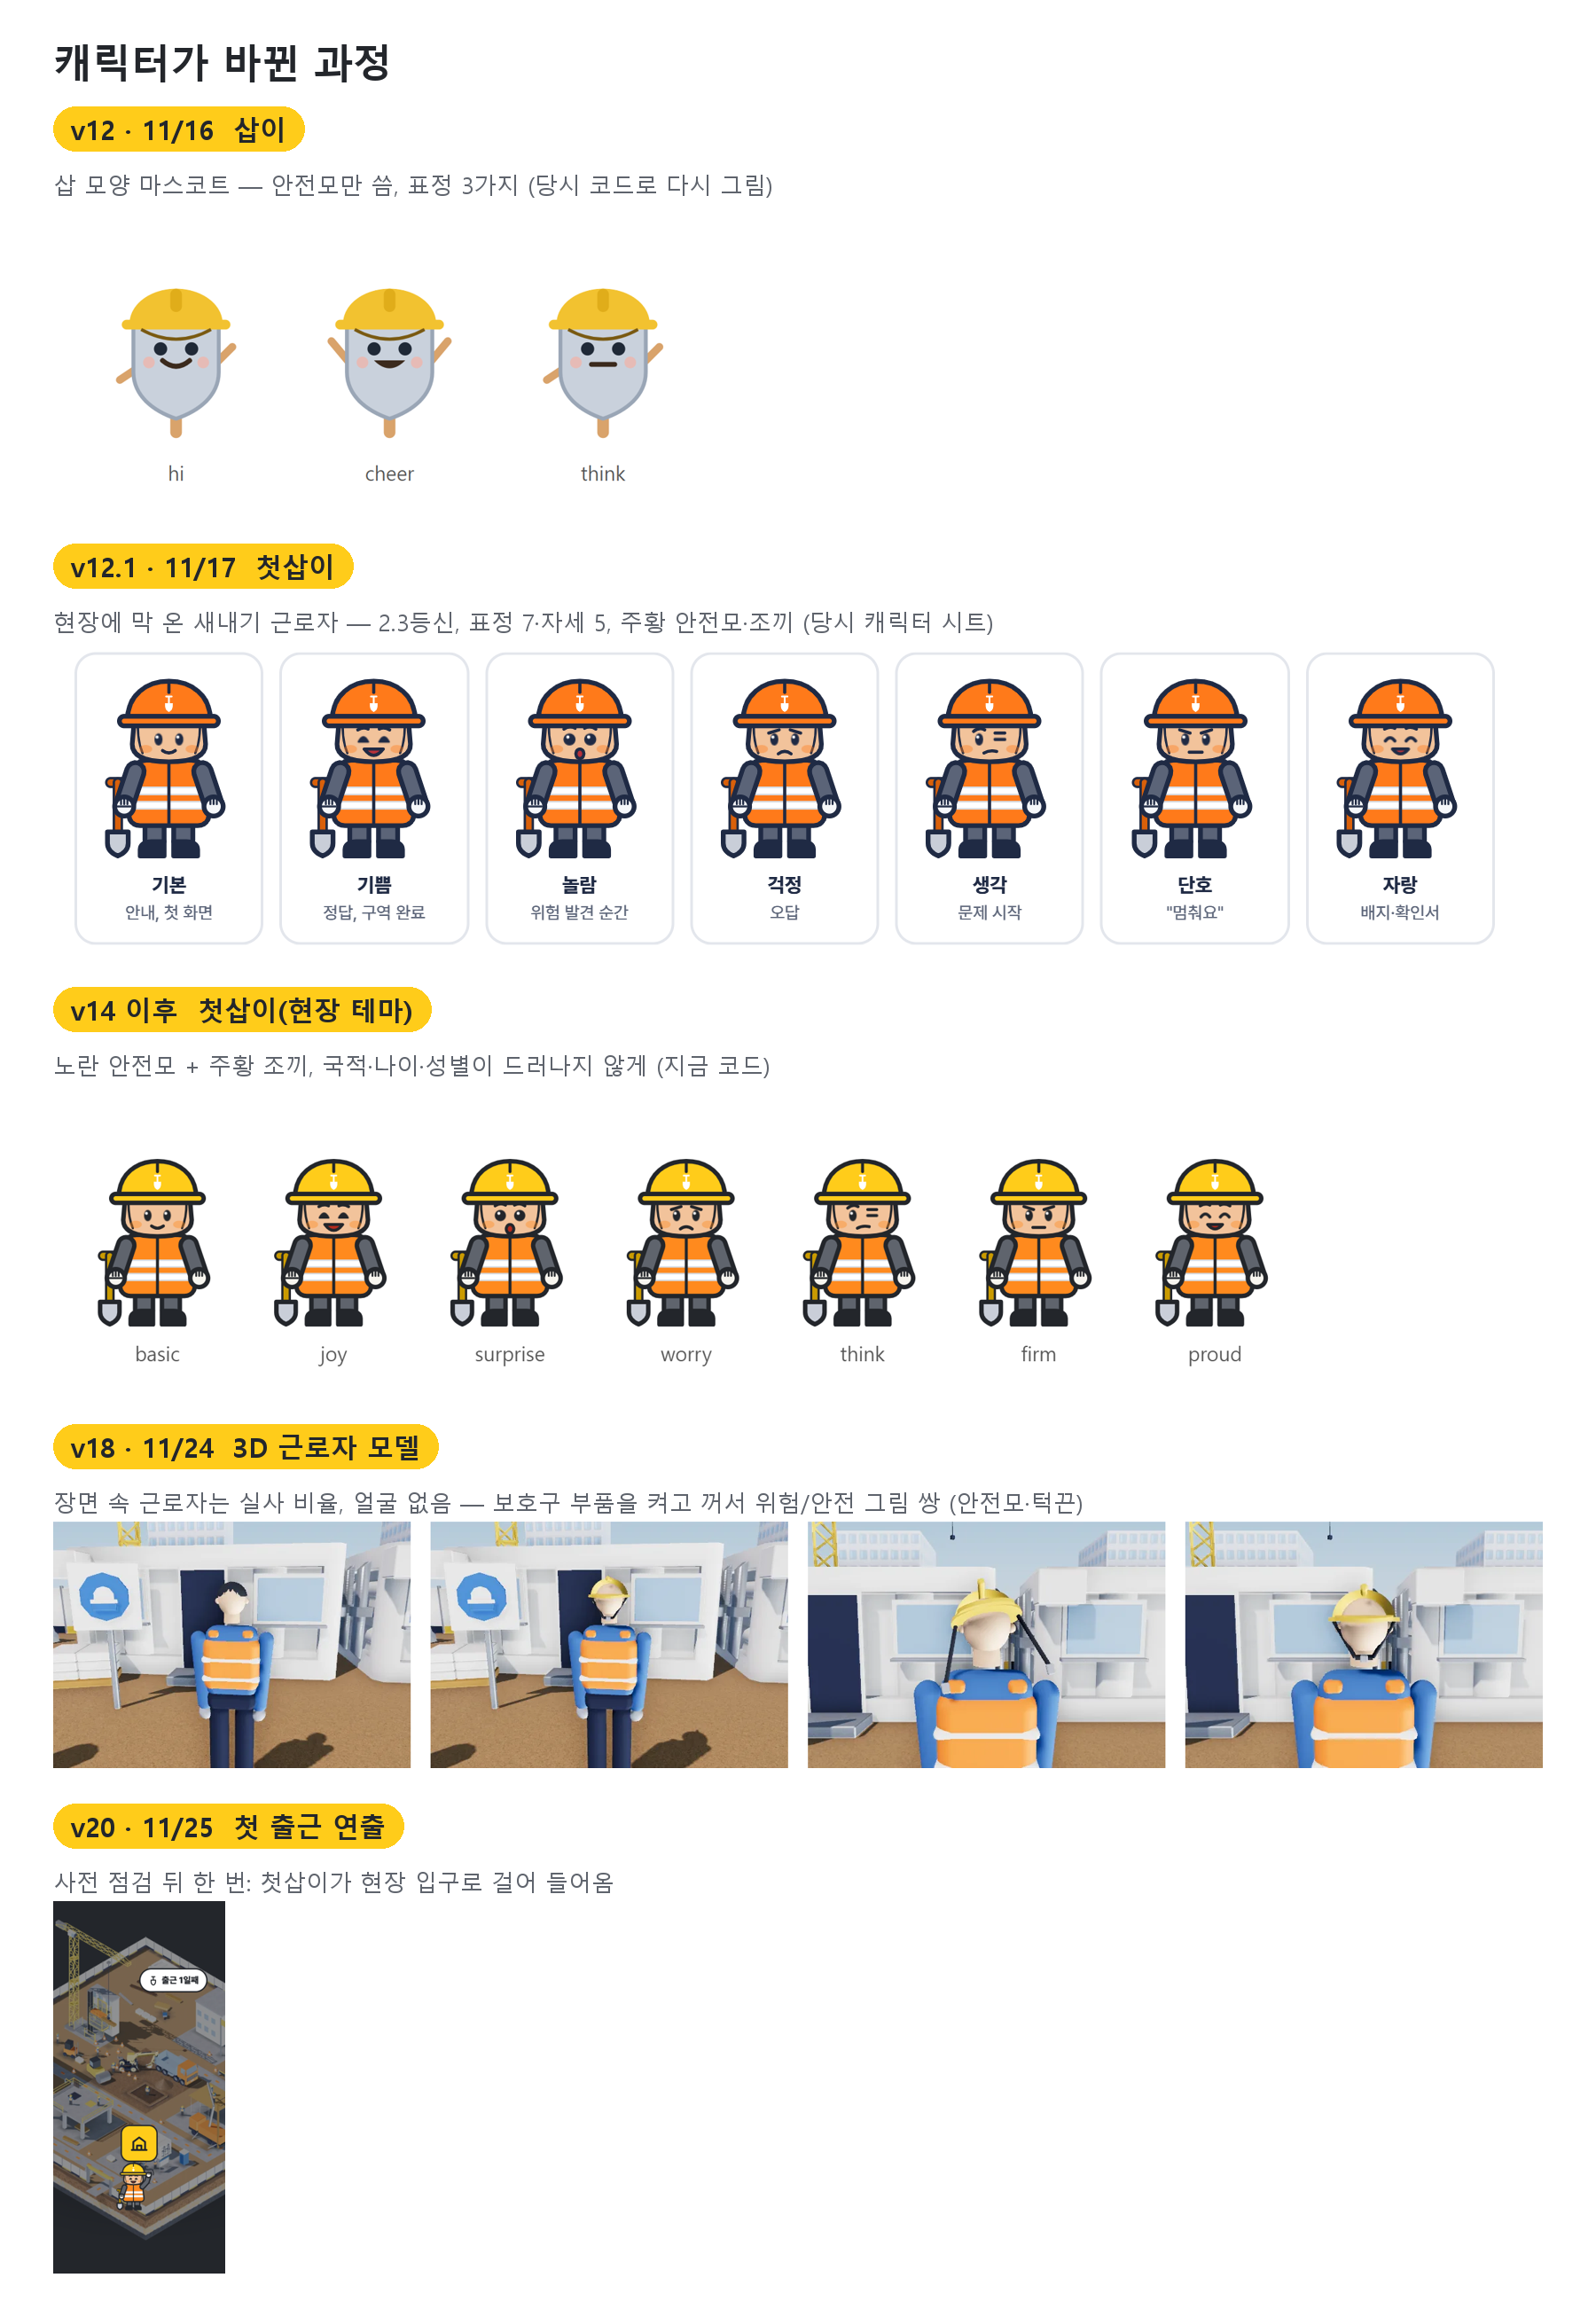 캐릭터가 바뀐 과정
v12 · 11/16 삽이
삽 모양 마스코트 — 안전모만 씀, 표정 3가지 (당시 코드로 다시 그림)
hi cheer think
v12.1 · 11/17 첫삽이
현장에 막 온 새내기 근로자 — 2.3등신, 표정 7·자세 5, 주황 안전모·조끼 (당시 캐릭터 시트)
기본 기쁨 놀람 걱정 생각 단호 자랑
안내, 첫 화면 정답, 구역 완료 위험 발견 순간 오답 문제 시작 "멈춰요" 배지·확인서
v14 이후 첫삽이(현장 테마)
노란 안전모 + 주황 조끼, 국적·나이·성별이 드러나지 않게 (지금 코드)
basic joy surprise worry think firm proud
v18 · 11/24 3D 근로자 모델
장면 속 근로자는 실사 비율, 얼굴 없음 — 보호구 부품을 켜고 꺼서 위험/안전 그림 쌍 (안전모·턱끈)
v20 · 11/25 첫 출근 연출
사전 점검 뒤 한 번: 첫삽이가 현장 입구로 걸어 들어옴
출근 1일째